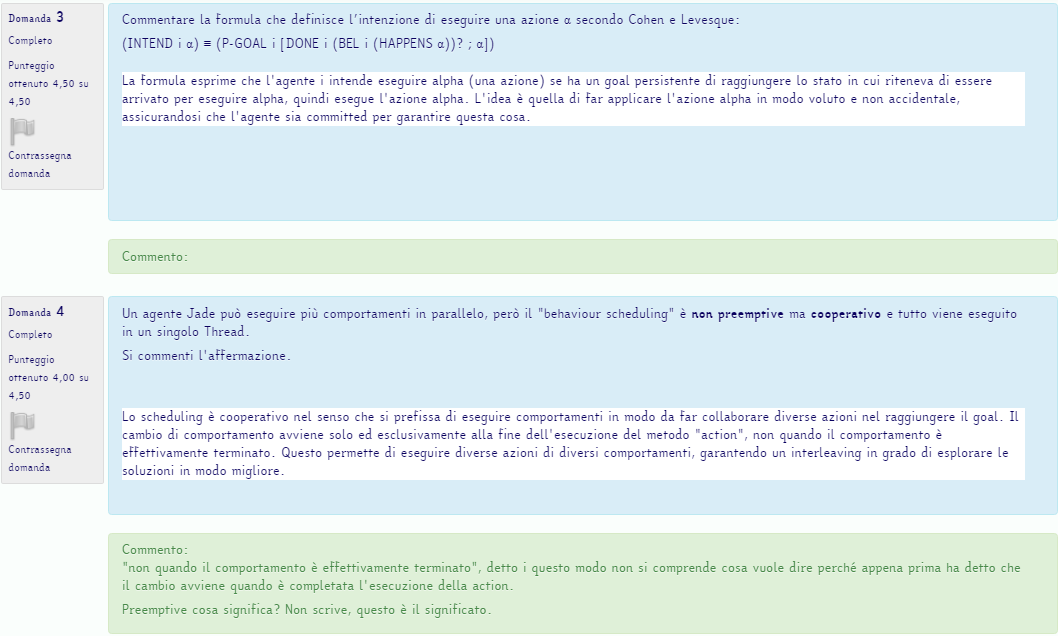 Domanda 3
Completo
Punteggio
ottenuto 4,50 su
4,50
Contrassegna
domanda
Commentare la formula che definisce l'intenzione di eseguire una azione α secondo Cohen e Levesque:
(INTEND i α) ≡ (P-GOAL i [DONE i (BEL i (HAPPENS α))? ; α])
La formula esprime che l'agente i intende eseguire alpha (una azione) se ha un goal persistente di raggiungere lo stato in cui riteneva di essere
arrivato per eseguire alpha, quindi esegue l'azione alpha. L'idea è quella di far applicare l'azione alpha in modo voluto e non accidentale,
assicurandosi che l'agente sia committed per garantire questa cosa.
Commento:
Domanda 4
Completo
Punteggio
ottenuto 4,00 su
4,50
Contrassegna
domanda
Un agente Jade può eseguire più comportamenti in parallelo, però il "behaviour scheduling" è non preemptive ma cooperativo e tutto viene eseguito
in un singolo Thread.
Si commenti l'affermazione.
Lo scheduling è cooperativo nel senso che si prefissa di eseguire comportamenti in modo da far collaborare diverse azioni nel raggiungere il goal. Il
cambio di comportamento avviene solo ed esclusivamente alla fine dell'esecuzione del metodo "action", non quando il comportamento è
effettivamente terminato. Questo permette di eseguire diverse azioni di diversi comportamenti, garantendo un interleaving in grado di esplorare le
soluzioni in modo migliore.
Commento:
"non quando il comportamento è effettivamente terminato", detto i questo modo non si comprende cosa vuole dire perché appena prima ha detto che
il cambio avviene quando è completata l'esecuzione della action.
Preemptive cosa significa? Non scrive, questo è il significato.